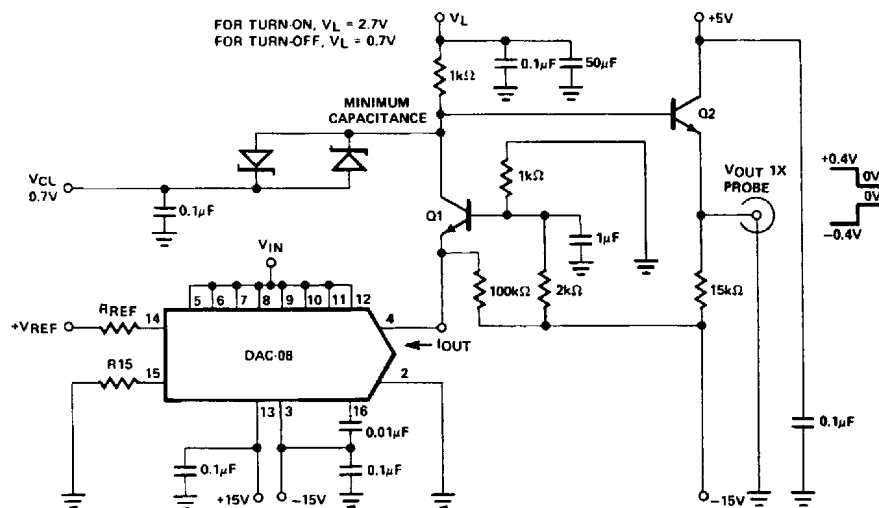 FOR TURN-ON, VL = 2.7V
FOR TURN-OFF, VL = 0.7V
VL
+5V
1kΩ
0.1μF
50μF
MINIMUM
CAPACITANCE
Q2
VCL
0.7V
0.1μF
1kΩ
Q1
1μF
VOUT 1X
PROBE
+0.4V
0V
0V
-0.4V
VIN
5
6
7
8
9
10
11
12
100kΩ
2kΩ
15kΩ
+VREF
RREF
14
4
DAC-08
IOUT
R15
15
2
13
3
16
0.01μF
0.1μF
0.1μF
0.1μF
+15V
-15V
-15V